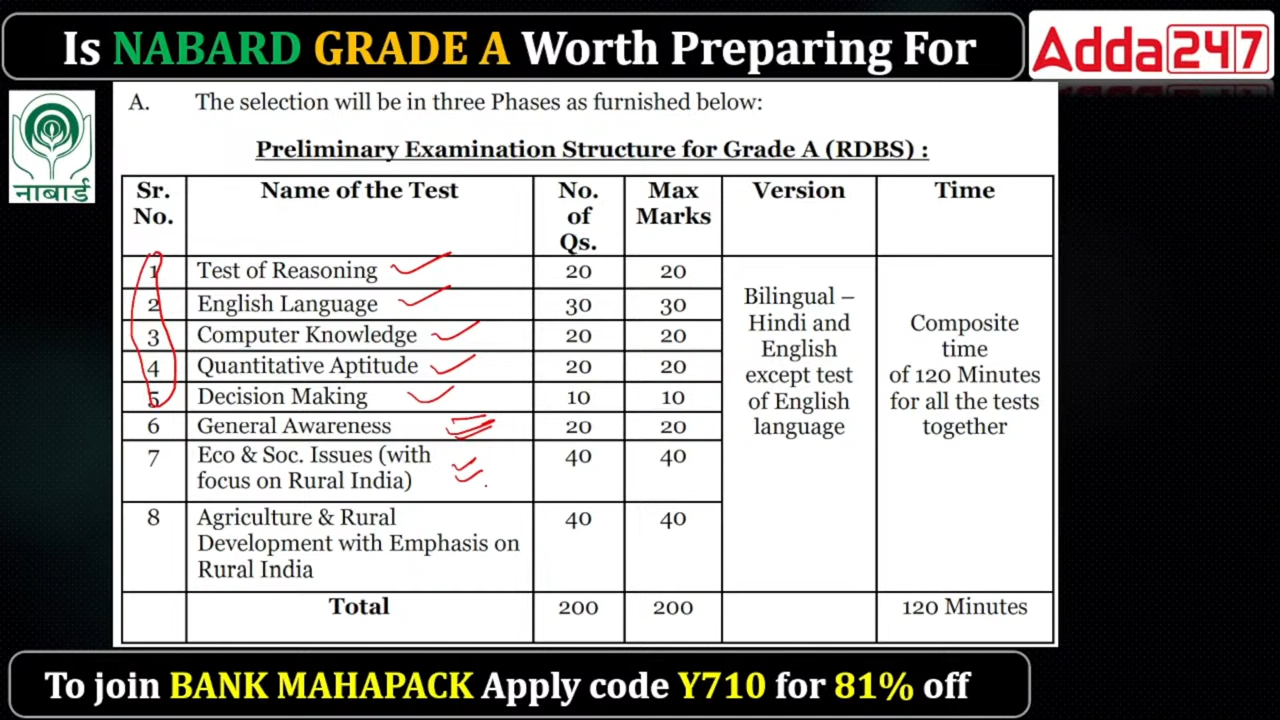 Is NABARD GRADE A Worth Preparing For
Adda247
नाबार्ड
A. The selection will be in three Phases as furnished below:
Preliminary Examination Structure for Grade A (RDBS) :
Sr. No. Name of the Test No. of Qs. Max Marks Version Time
1 Test of Reasoning 20 20
2 English Language 30 30
3 Computer Knowledge 20 20
4 Quantitative Aptitude 20 20
5 Decision Making 10 10
6 General Awareness 20 20
7 Eco & Soc. Issues (with
focus on Rural India) 40 40
8 Agriculture & Rural
Development with Emphasis on
Rural India 40 40
Bilingual –
Hindi and
English
except test
of English
language
Composite
time
of 120 Minutes
for all the tests
together
Total 200 200 120 Minutes
To join BANK MAHAPACK Apply code Y710 for 81% off